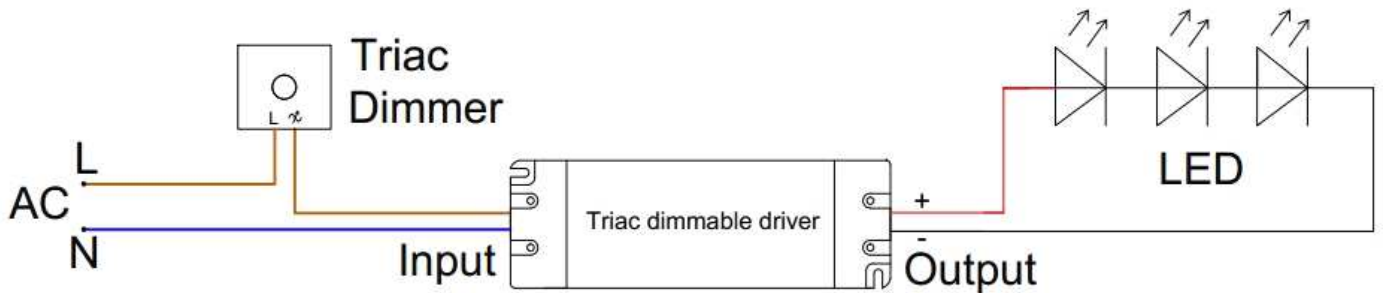 Triac
Dimmer
L
L
AC
N
Input
Triac dimmable driver
+
-
Output
LED